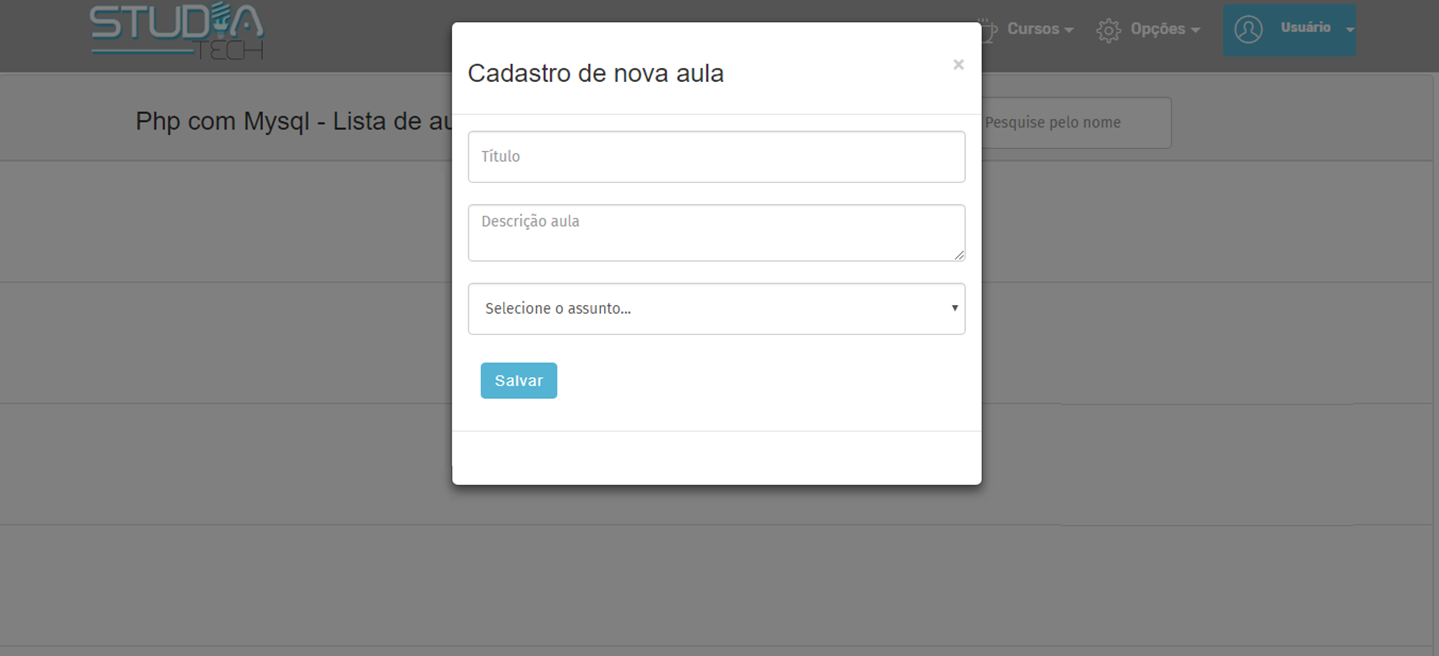 STUDIA
TECH
Cursos
Opções
Usuário
Cadastro de nova aula
×
Php com Mysql - Lista de au
Pesquise pelo nome
Título
Descrição aula
Selecione o assunto...
Salvar